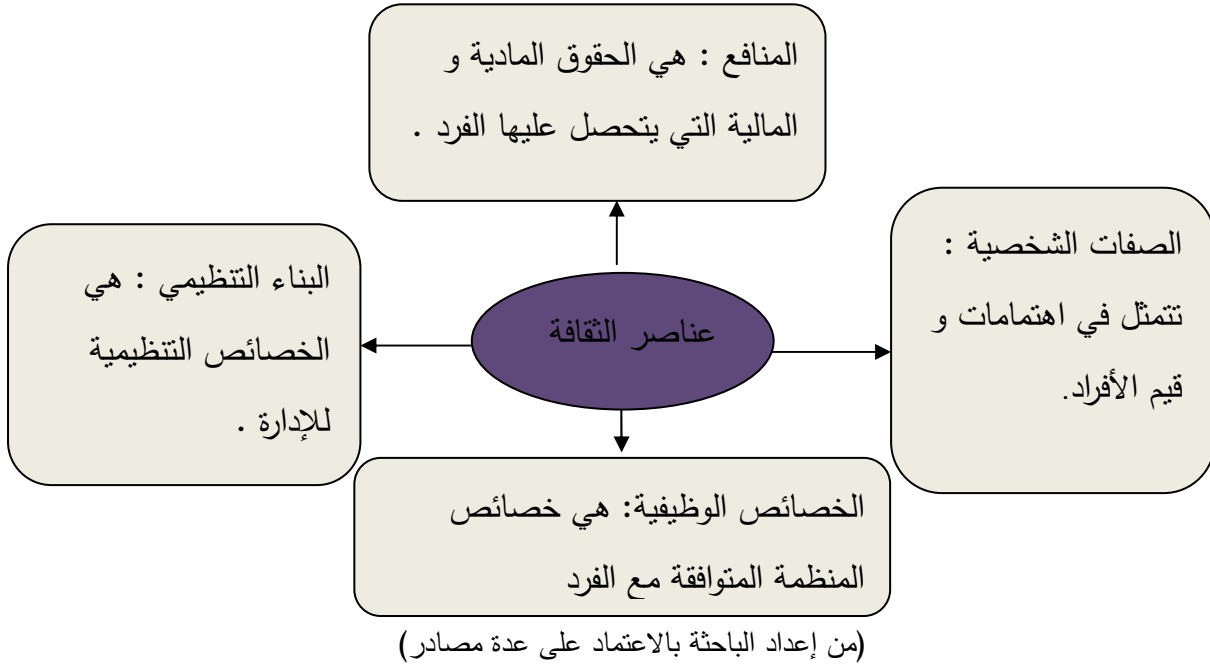 المنافع : هي الحقوق المادية و
المالية التي يتحصل عليها الفرد .
الصفات الشخصية :
تتمثل في اهتمامات و
قيم الأفراد.
عناصر الثقافة
البناء التنظيمي : هي
الخصائص التنظيمية
للإدارة .
الخصائص الوظيفية: هي خصائص
المنظمة المتوافقة مع الفرد
(من إعداد الباحثة بالاعتماد على عدة مصادر)